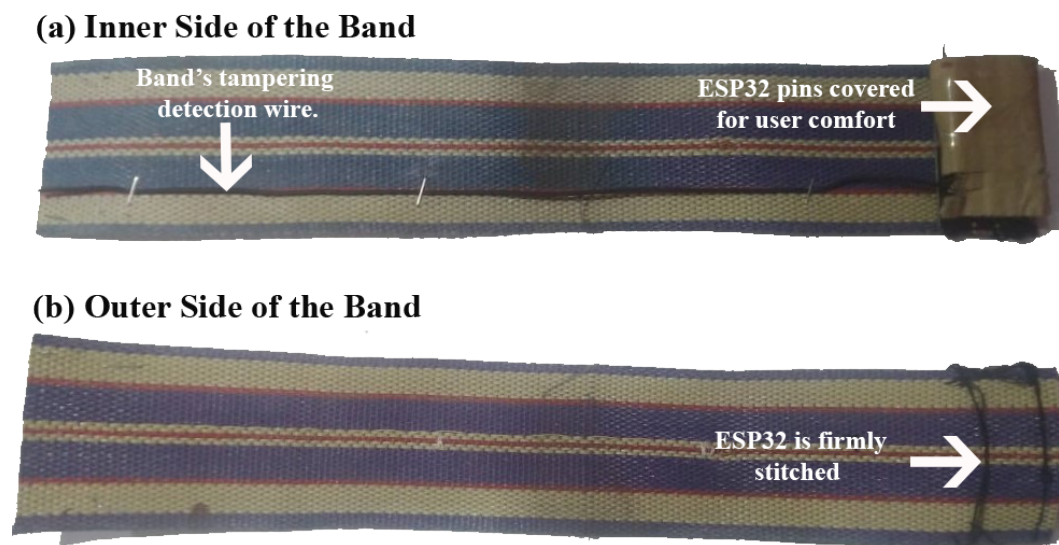 (a) Inner Side of the Band
Band’s tampering
detection wire.
ESP32 pins covered
for user comfort
(b) Outer Side of the Band
ESP32 is firmly
stitched